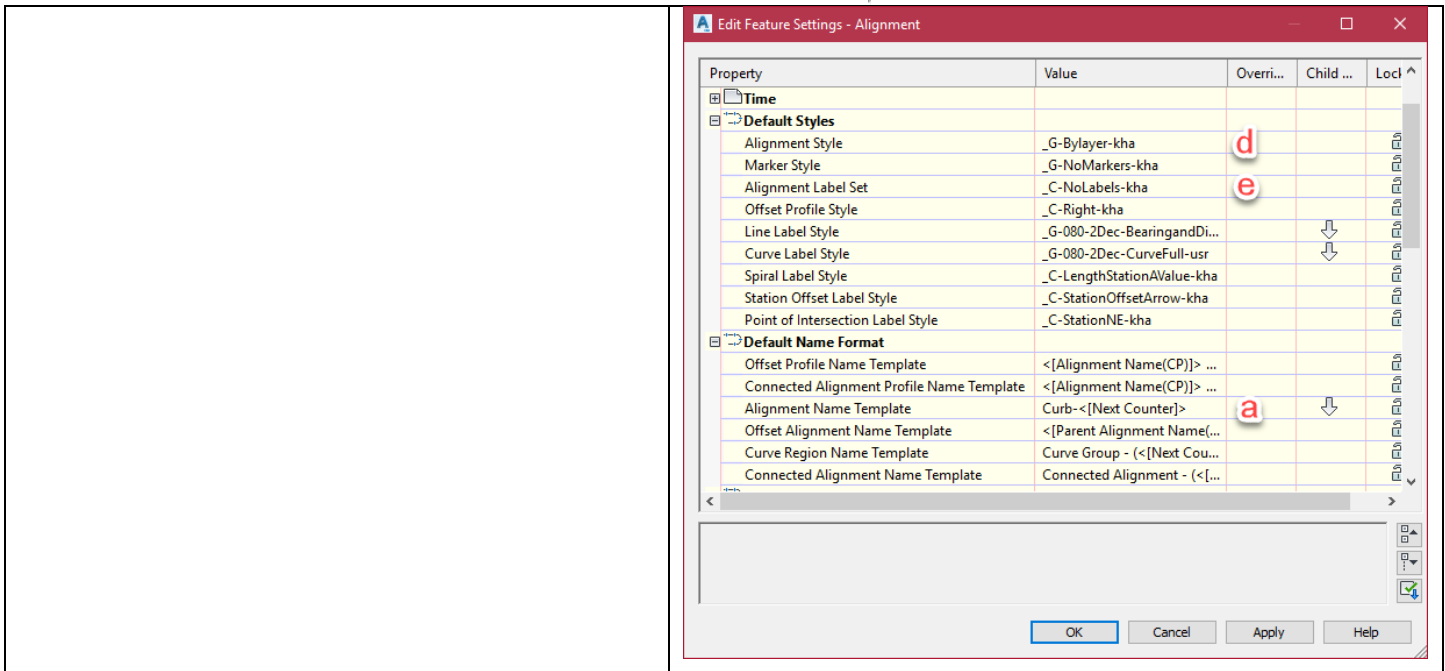 Edit Feature Settings - Alignment
Property Value Overri... Child ... Lock
Time
Default Styles
Alignment Style _G-Bylayer-kha d
Marker Style _G-NoMarkers-kha
Alignment Label Set _C-NoLabels-kha e
Offset Profile Style _C-Right-kha
Line Label Style _G-080-2Dec-BearingandDi...
Curve Label Style _G-080-2Dec-CurveFull-usr
Spiral Label Style _C-LengthStationAValue-kha
Station Offset Label Style _C-StationOffsetArrow-kha
Point of Intersection Label Style _C-StationNE-kha
Default Name Format
Offset Profile Name Template <[Alignment Name(CP)]> ...
Connected Alignment Profile Name Template <[Alignment Name(CP)]> ...
Alignment Name Template Curb-<[Next Counter]> a
Offset Alignment Name Template <[Parent Alignment Name(...
Curve Region Name Template Curve Group - (<[Next Cou...
Connected Alignment Name Template Connected Alignment - (<[...
OK Cancel Apply Help